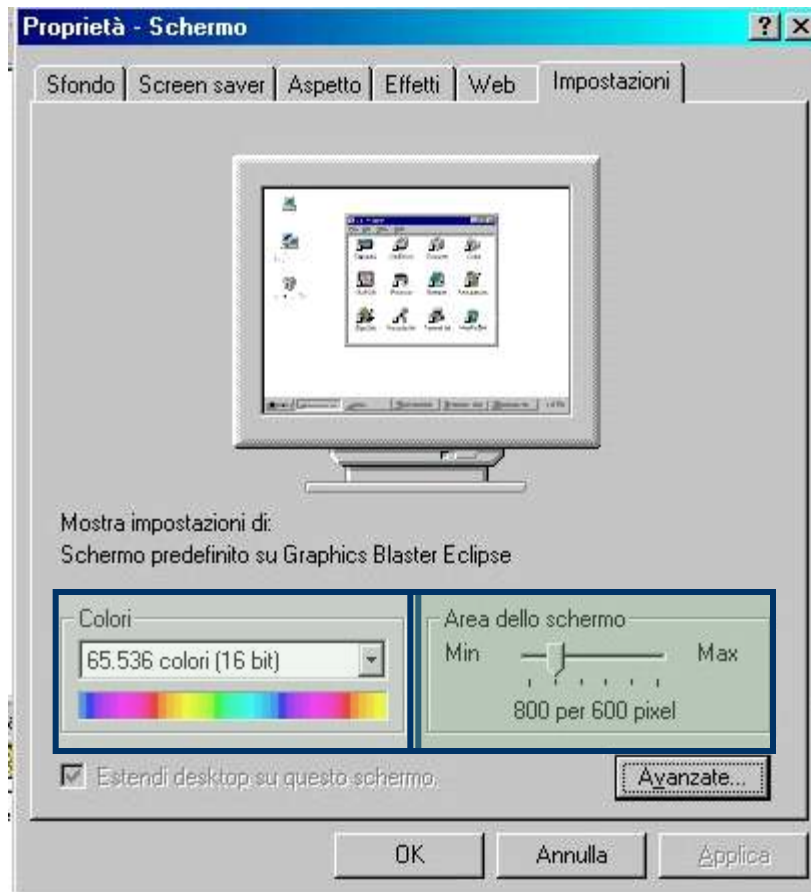 Proprietà - Schermo
Sfondo Screen saver Aspetto Effetti Web Impostazioni
Mostra impostazioni di:
Schermo predefinito su Graphics Blaster Eclipse
Colori
65.536 colori (16 bit)
Area dello schermo
Min Max
800 per 600 pixel
Estendi desktop su questo schermo.
Avanzate...
OK Annulla Applica